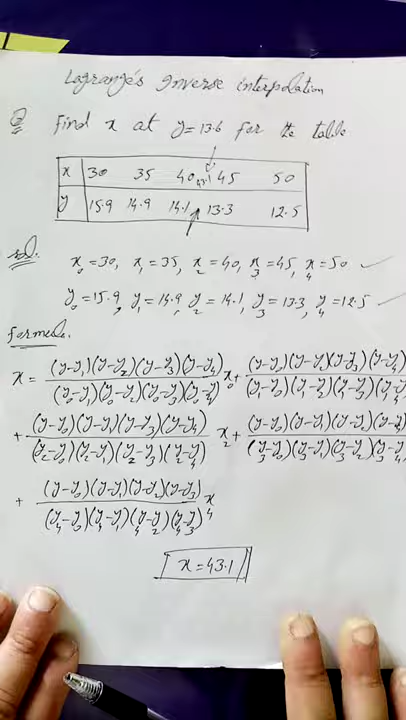 Lagrange's Inverse interpolation
Q Find x at y=13.6 for the table
x 30 35 40 43.1 45 50
y 15.9 14.9 14.1 13.3 12.5
sol. x₀=30, x₁=35, x₂=40, x₃=45, x₄=50
y₀=15.9, y₁=14.9, y₂=14.1, y₃=13.3, y₄=12.5
formula
x = (y-y₁)(y-y₂)(y-y₃)(y-y₄) / (y₀-y₁)(y₀-y₂)(y₀-y₃)(y₀-y₄) x₀ + (y-y₀)(y-y₂)(y-y₃)(y-y₄) / (y₁-y₀)(y₁-y₂)(y₁-y₃)(y₁-y₄
+ (y-y₀)(y-y₁)(y-y₃)(y-y₄) / (y₂-y₀)(y₂-y₁)(y₂-y₃)(y₂-y₄) x₂ + (y-y₀)(y-y₁)(y-y₂)(y-y₄) / (y₃-y₀)(y₃-y₁)(y₃-y₂)(y₃-y₄
+ (y-y₀)(y-y₁)(y-y₂)(y-y₃) / (y₄-y₀)(y₄-y₁)(y₄-y₂)(y₄-y₃) x₄
x = 43.1